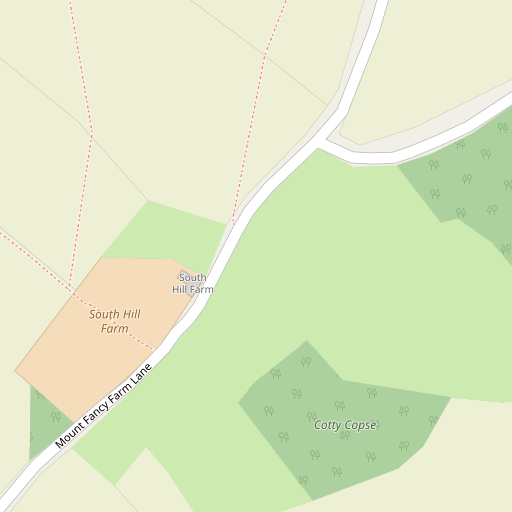 South
Hill Farm
South Hill
Farm
Mount Fancy Farm Lane
Cotty Copse